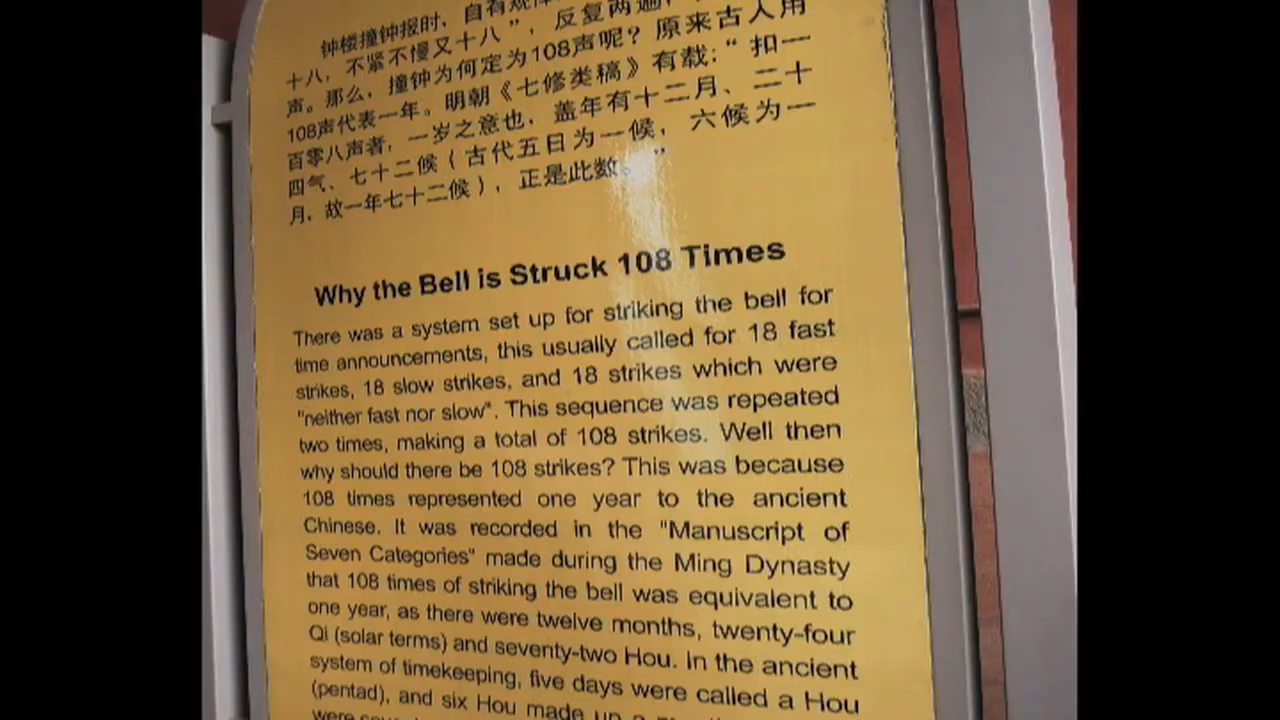 钟楼撞钟报时，自有规律
十八，不紧不慢又十八”，反复两遍，
声。那么，撞钟为何定为108声呢？原来古人用
108声代表一年。明朝《七修类稿》有载：“扣一
百零八声者，一岁之意也，盖年有十二月、二十
四气、七十二候（古代五日为一候，六候为一
月，故一年七十二候），正是此数。”
Why the Bell is Struck 108 Times
There was a system set up for striking the bell for
time announcements, this usually called for 18 fast
strikes, 18 slow strikes, and 18 strikes which were
"neither fast nor slow". This sequence was repeated
two times, making a total of 108 strikes. Well then
why should there be 108 strikes? This was because
108 times represented one year to the ancient
Chinese. It was recorded in the "Manuscript of
Seven Categories" made during the Ming Dynasty
that 108 times of striking the bell was equivalent to
one year, as there were twelve months, twenty-four
Qi (solar terms) and seventy-two Hou. In the ancient
system of timekeeping, five days were called a Hou
(pentad), and six Hou made up a
were